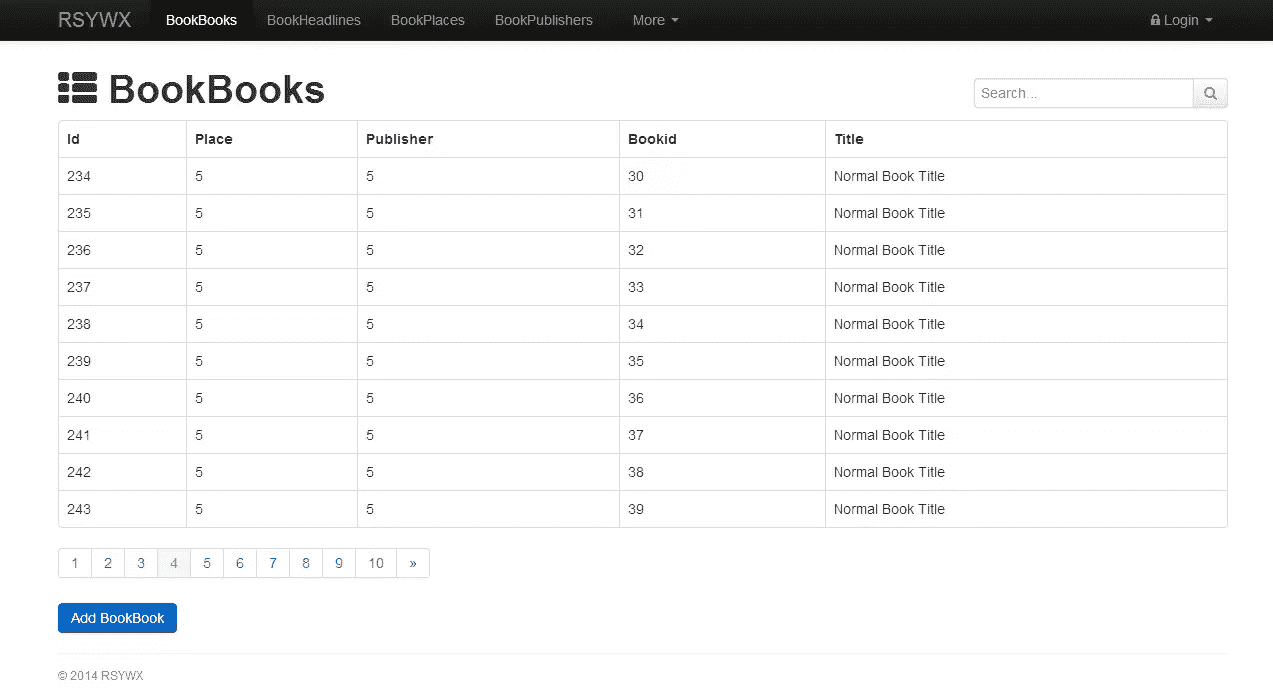 RSYWX BookBooks BookHeadlines BookPlaces BookPublishers More Login
BookBooks
Search...
Id Place Publisher Bookid Title
234 5 5 30 Normal Book Title
235 5 5 31 Normal Book Title
236 5 5 32 Normal Book Title
237 5 5 33 Normal Book Title
238 5 5 34 Normal Book Title
239 5 5 35 Normal Book Title
240 5 5 36 Normal Book Title
241 5 5 37 Normal Book Title
242 5 5 38 Normal Book Title
243 5 5 39 Normal Book Title
1 2 3 4 5 6 7 8 9 10 »
Add BookBook
© 2014 RSYWX